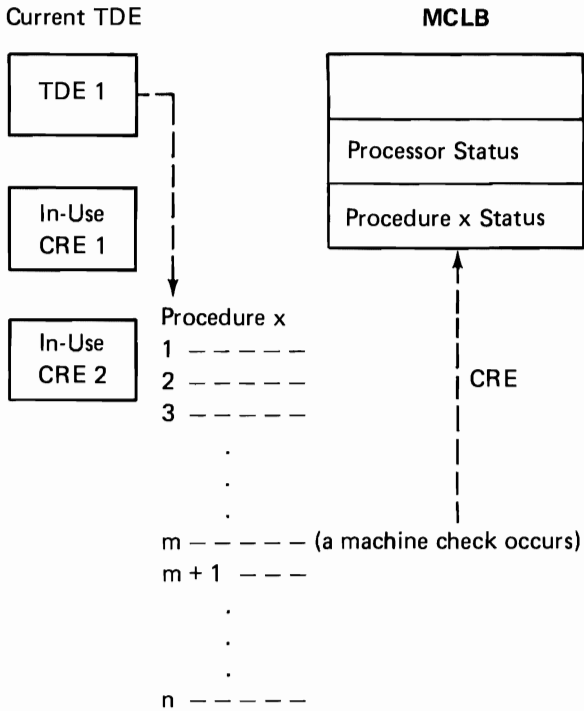 Current TDE
MCLB
TDE 1
Processor Status
In-Use
CRE 1
Procedure x Status
In-Use
CRE 2
Procedure x
1 – – – – –
2 – – – – –
3 – – – – –
CRE
.
.
.
m – – – – – (a machine check occurs)
m + 1 – – –
.
.
.
n – – – – –